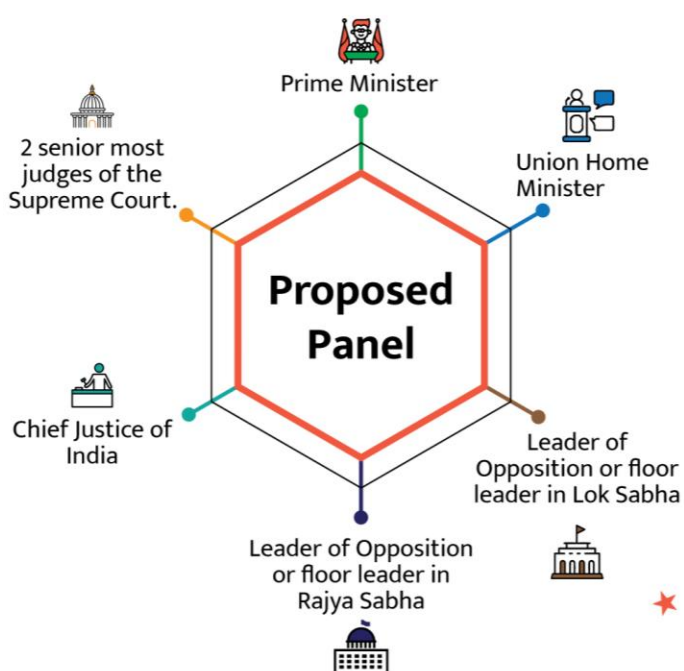 Prime Minister
Union Home
Minister
Leader of
Opposition or floor
leader in Lok Sabha
Leader of Opposition
or floor leader in
Rajya Sabha
Chief Justice of
India
2 senior most
judges of the
Supreme Court.
Proposed
Panel